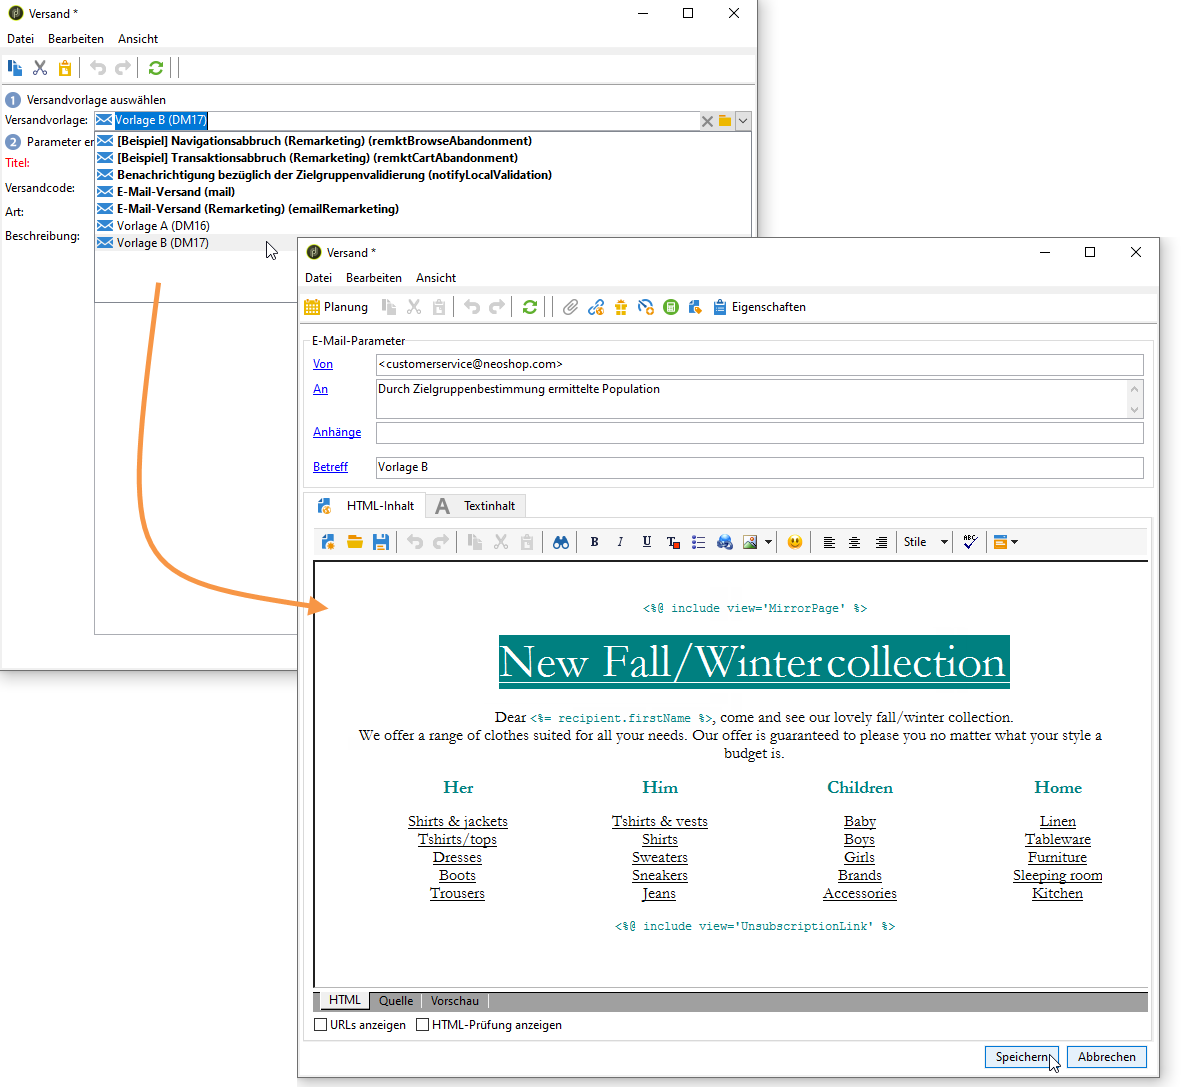 Versand *
Datei Bearbeiten Ansicht
1 Versandvorlage auswählen
Versandvorlage: Vorlage B (DM17)
2 Parameter er
[Beispiel] Navigationsabbruch (Remarketing) (remktBrowseAbandonment)
Titel:
[Beispiel] Transaktionsabbruch (Remarketing) (remktCartAbandonment)
Benachrichtigung bezüglich der Zielgruppenvalidierung (notifyLocalValidation)
Versandcode:
E-Mail-Versand (mail)
Art:
E-Mail-Versand (Remarketing) (emailRemarketing)
Vorlage A (DM16)
Beschreibung:
Vorlage B (DM17)
Versand *
Datei Bearbeiten Ansicht
Planung Eigenschaften
E-Mail-Parameter
Von <customerservice@neoshop.com>
An Durch Zielgruppenbestimmung ermittelte Population
Anhänge
Betreff Vorlage B
HTML-Inhalt A Textinhalt
B I U T Stile ABC
<%@ include view='MirrorPage' %>
New Fall/Winter collection
Dear <%= recipient.firstName %>, come and see our lovely fall/winter collection.
We offer a range of clothes suited for all your needs. Our offer is guaranteed to please you no matter what your style a
budget is.
Her Him Children Home
Shirts & jackets Tshirts & vests Baby Linen
Tshirts/tops Shirts Boys Tableware
Dresses Sweaters Girls Furniture
Boots Sneakers Brands Sleeping room
Trousers Jeans Accessories Kitchen
<%@ include view='UnsubscriptionLink' %>
HTML Quelle Vorschau
URLs anzeigen HTML-Prüfung anzeigen
Speichern Abbrechen